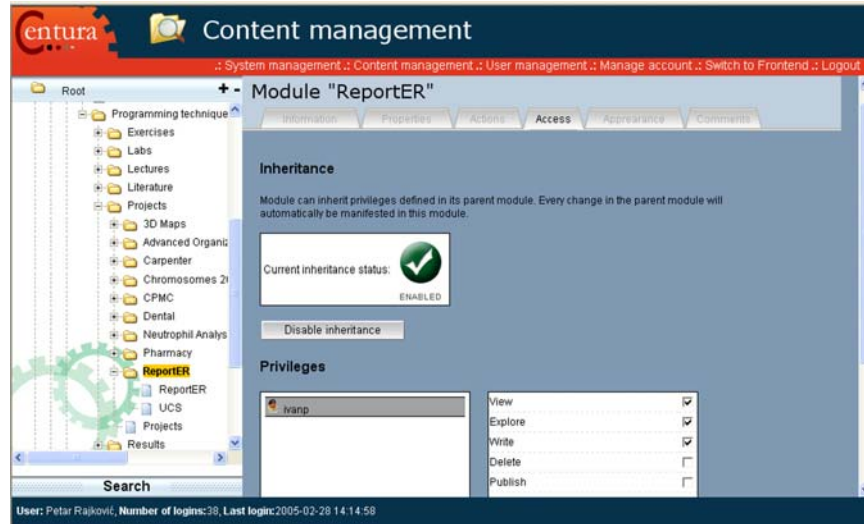 Centura
Content management
.: System management .: Content management .: User management .: Manage account .: Switch to Frontend .: Logout
Root + -
Programming technique
Exercises
Labs
Lectures
Literature
Projects
3D Maps
Advanced Organiz
Carpenter
Chromosomes 2
CPMC
Dental
Neutrophil Analys
Pharmacy
ReportER
ReportER
UCS
Projects
Results
Search
Module "ReportER"
Information Properties Actions Access Apprearance Comments
Inheritance
Module can inherit privileges defined in its parent module. Every change in the parent module will
automatically be manifested in this module.
Current inheritance status:
ENABLED
Disable inheritance
Privileges
ivanp
View
Explore
Write
Delete
Publish
User: Petar Rajković, Number of logins:38, Last login:2005-02-28 14:14:58